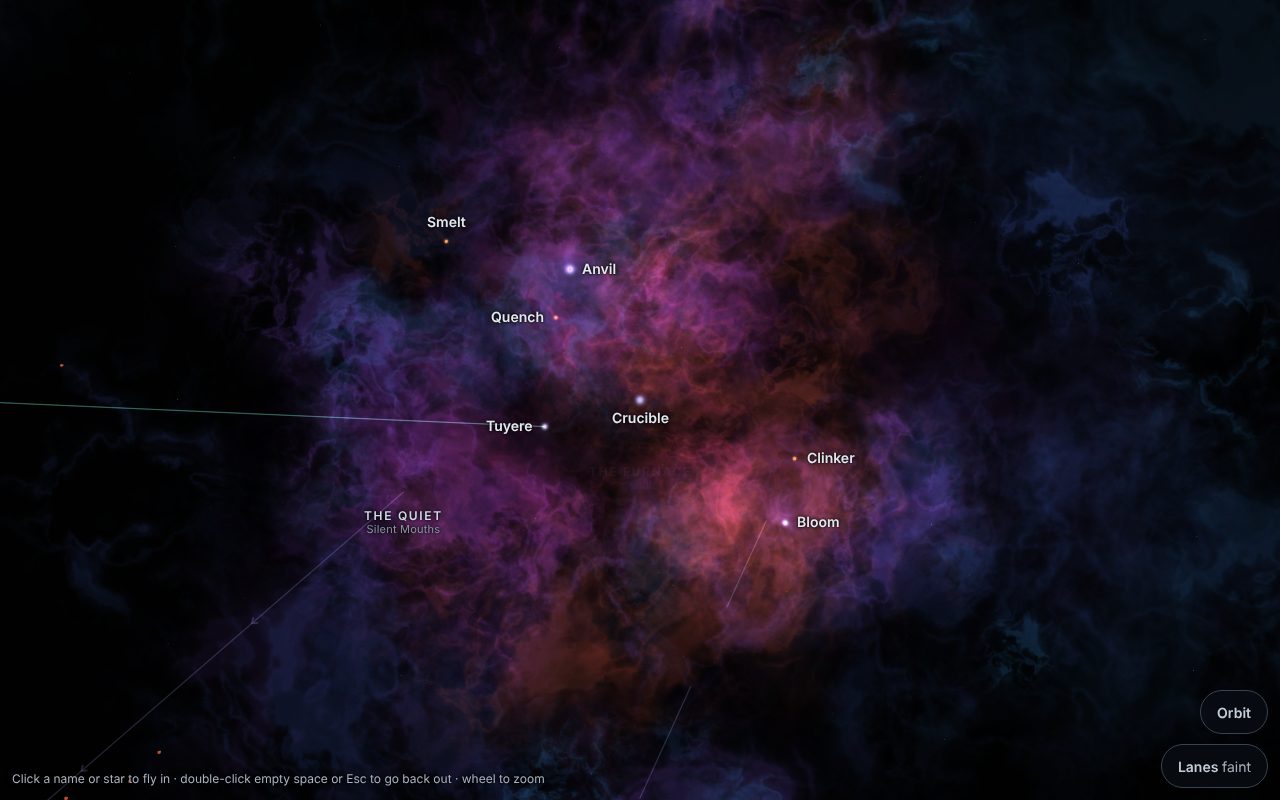 Smelt
Anvil
Quench
Crucible
Tuyere
Clinker
THE QUIET
Silent Mouths
Bloom
Orbit
Lanes faint
Click a name or star to fly in · double-click empty space or Esc to go back out · wheel to zoom